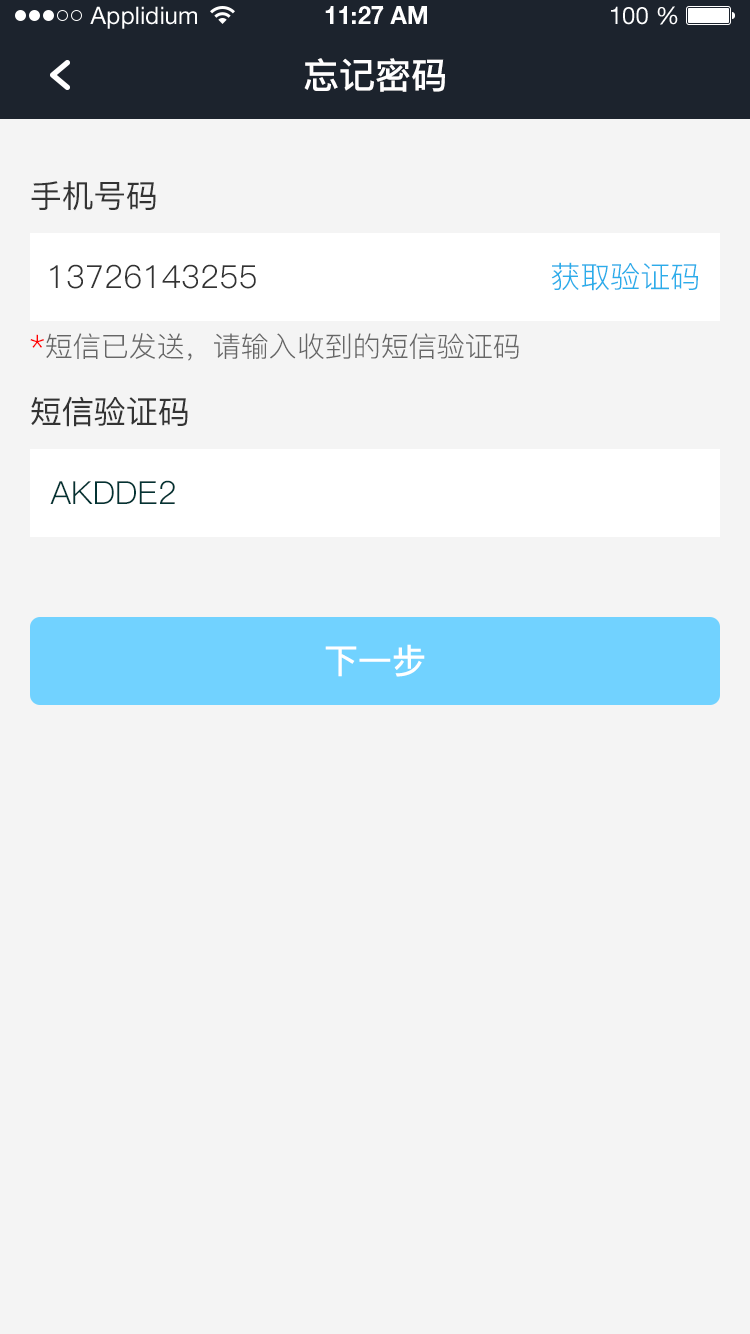 Applidium 11:27 AM 100 %
忘记密码
手机号码
13726143255 获取验证码
*短信已发送，请输入收到的短信验证码
短信验证码
AKDDE2
下一步